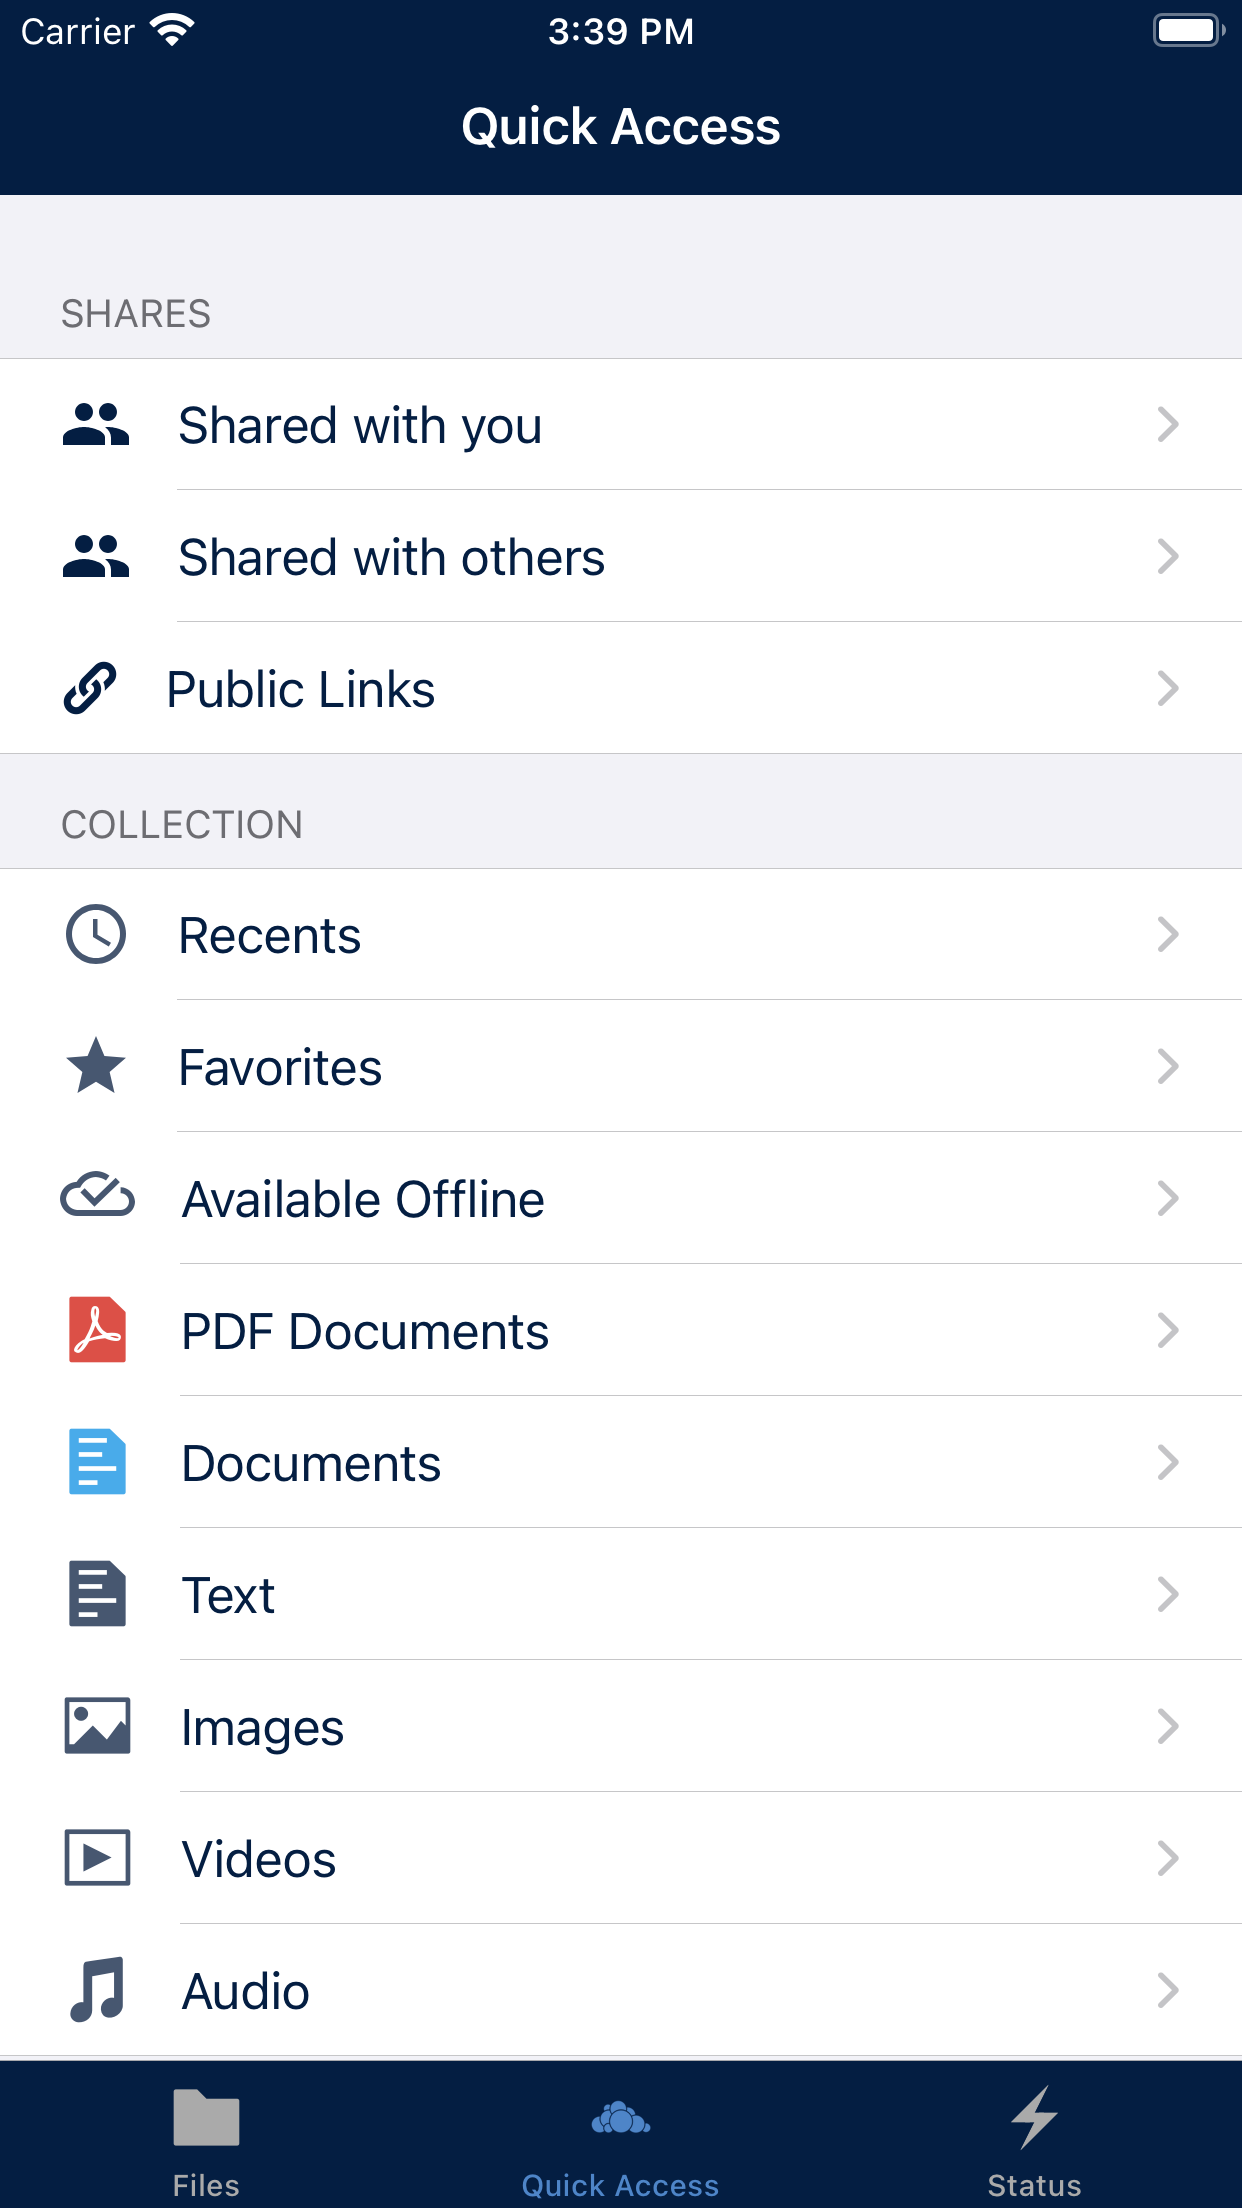 Carrier 3:39 PM
Quick Access
SHARES
Shared with you
Shared with others
Public Links
COLLECTION
Recents
Favorites
Available Offline
PDF Documents
Documents
Text
Images
Videos
Audio
Files Quick Access Status